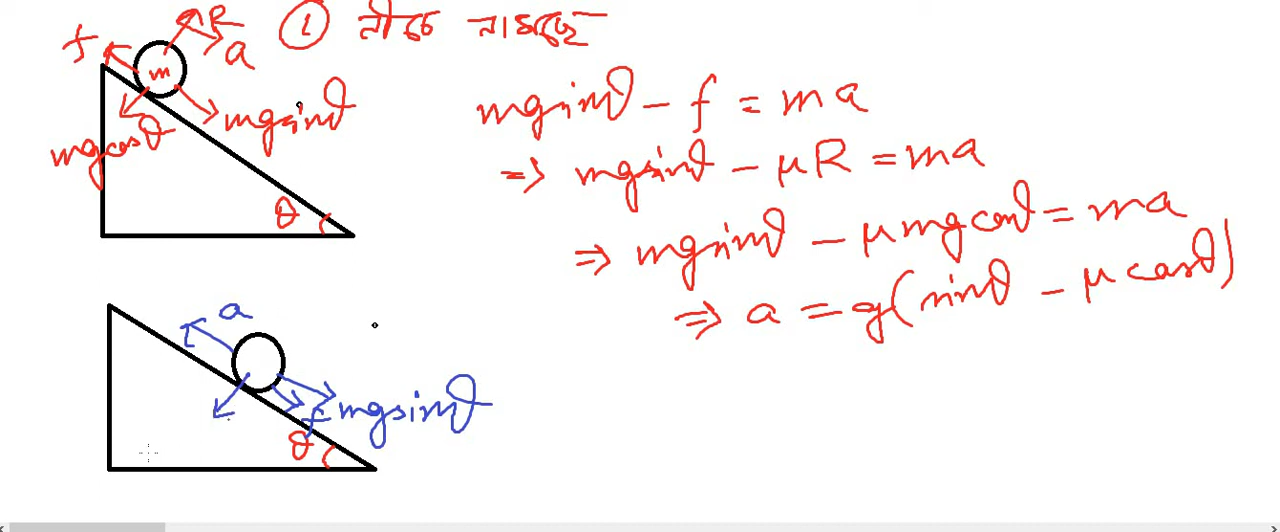 ① নীচে নামছে
R
f
a
m
mg sinθ
mg cosθ
θ
mg sinθ - f = ma
⇒ mg sinθ - μR = ma
⇒ mg sinθ - μmg cosθ = ma
⇒ a = g(sinθ - μ cosθ)
a
f
mg sinθ
θ